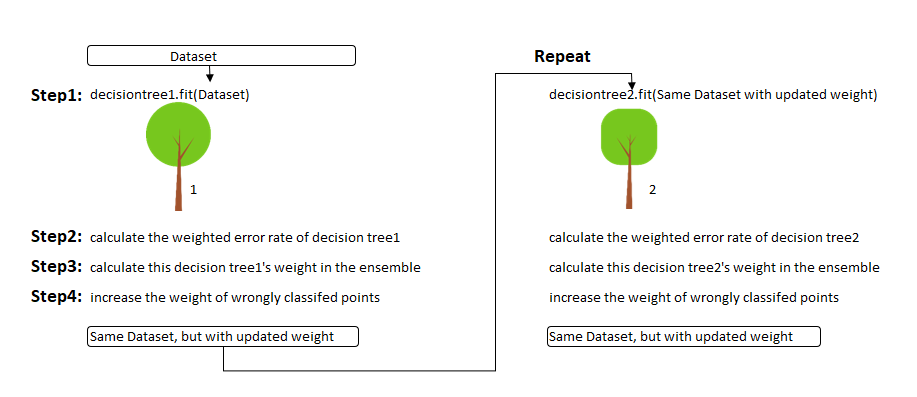 Dataset
Repeat
Step1: decisiontree1.fit(Dataset)
decisiontree2.fit(Same Dataset with updated weight)
1
2
Step2: calculate the weighted error rate of decision tree1
calculate the weighted error rate of decision tree2
Step3: calculate this decision tree1's weight in the ensemble
calculate this decision tree2's weight in the ensemble
Step4: increase the weight of wrongly classifed points
increase the weight of wrongly classifed points
Same Dataset, but with updated weight
Same Dataset, but with updated weight